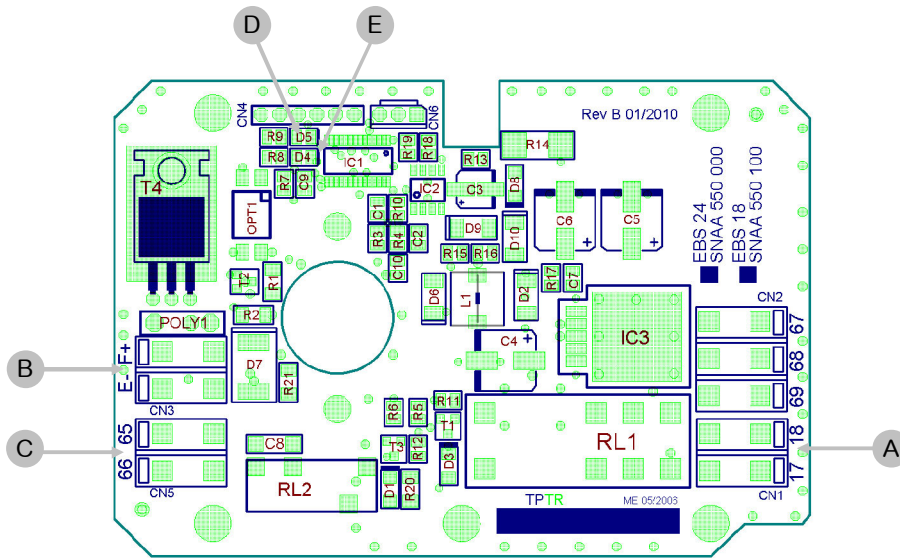 D
E
CN4
CN6
Rev B 01/2010
R9
D5
R19
R18
R14
R8
D4
IC1
R13
T4
R7
C9
IC2
C3
D8
EBS 24
SNAA 550 000
EBS 18
SNAA 550 100
OPT1
C1
R10
D9
C6
C5
R3
R4
C2
D10
R15
R16
T2
R1
C10
R17
C7
D6
L1
D2
CN2
R2
POLY1
67
IC3
F+
C4
68
B
E-
D7
R21
69
CN3
R6
R5
R11
65
T1
18
C
C8
T3
R12
RL1
A
66
D3
17
RL2
D1
R20
CN5
CN1
TPTR
ME 05/2006